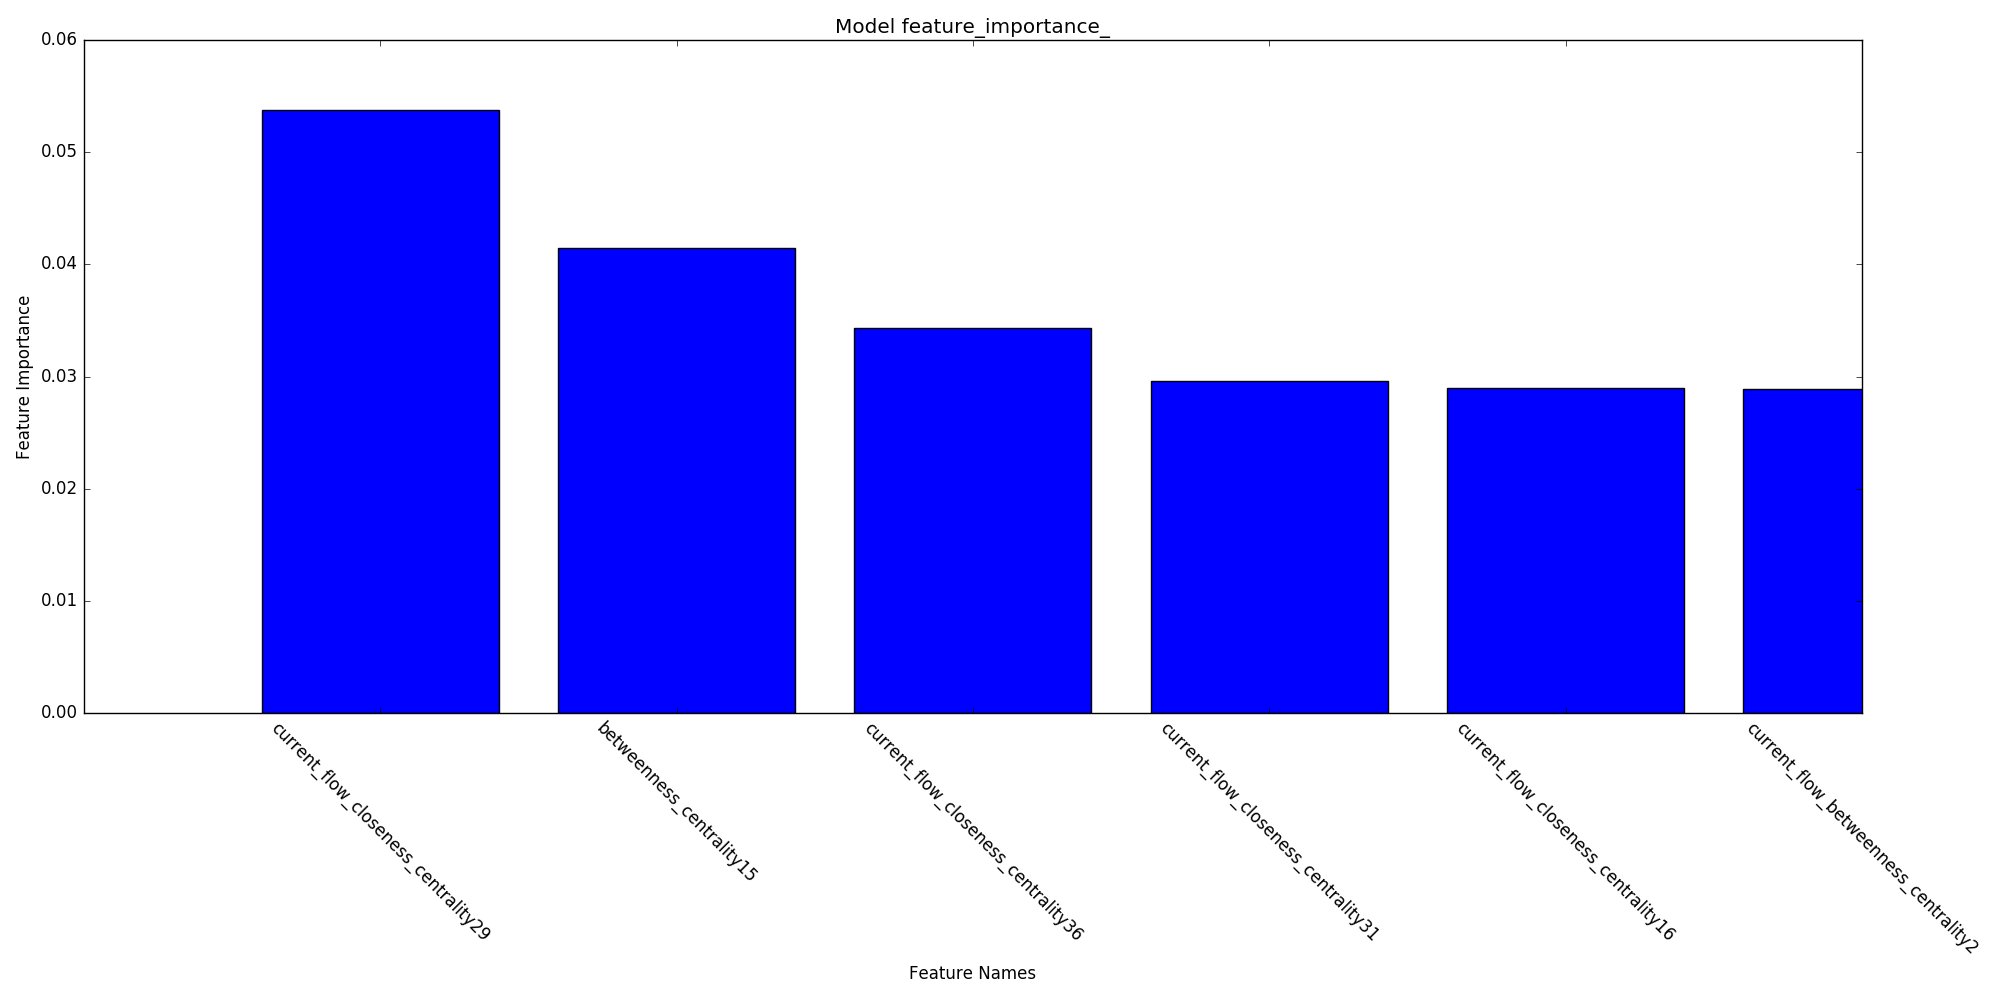 Model feature_importance_
0.06
0.05
0.04
0.03
0.02
0.01
0.00
Feature Importance
current_flow_closeness_centrality29
betweenness_centrality15
current_flow_closeness_centrality36
current_flow_closeness_centrality31
current_flow_closeness_centrality16
current_flow_betweenness_centrality2
Feature Names